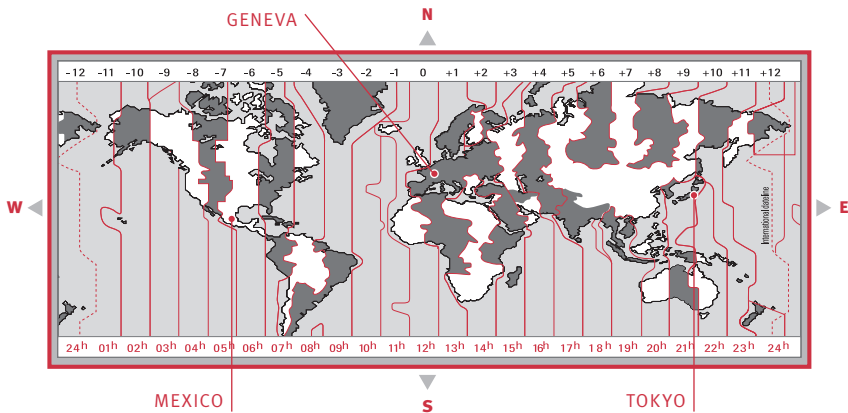 N
GENEVA
-12 -11 -10 -9 -8 -7 -6 -5 -4 -3 -2 -1 0 +1 +2 +3 +4 +5 +6 +7 +8 +9 +10 +11 +12
W
E
International dateline
24h 01h 02h 03h 04h 05h 06h 07h 08h 09h 10h 11h 12h 13h 14h 15h 16h 17h 18h 19h 20h 21h 22h 23h 24h
MEXICO
S
TOKYO